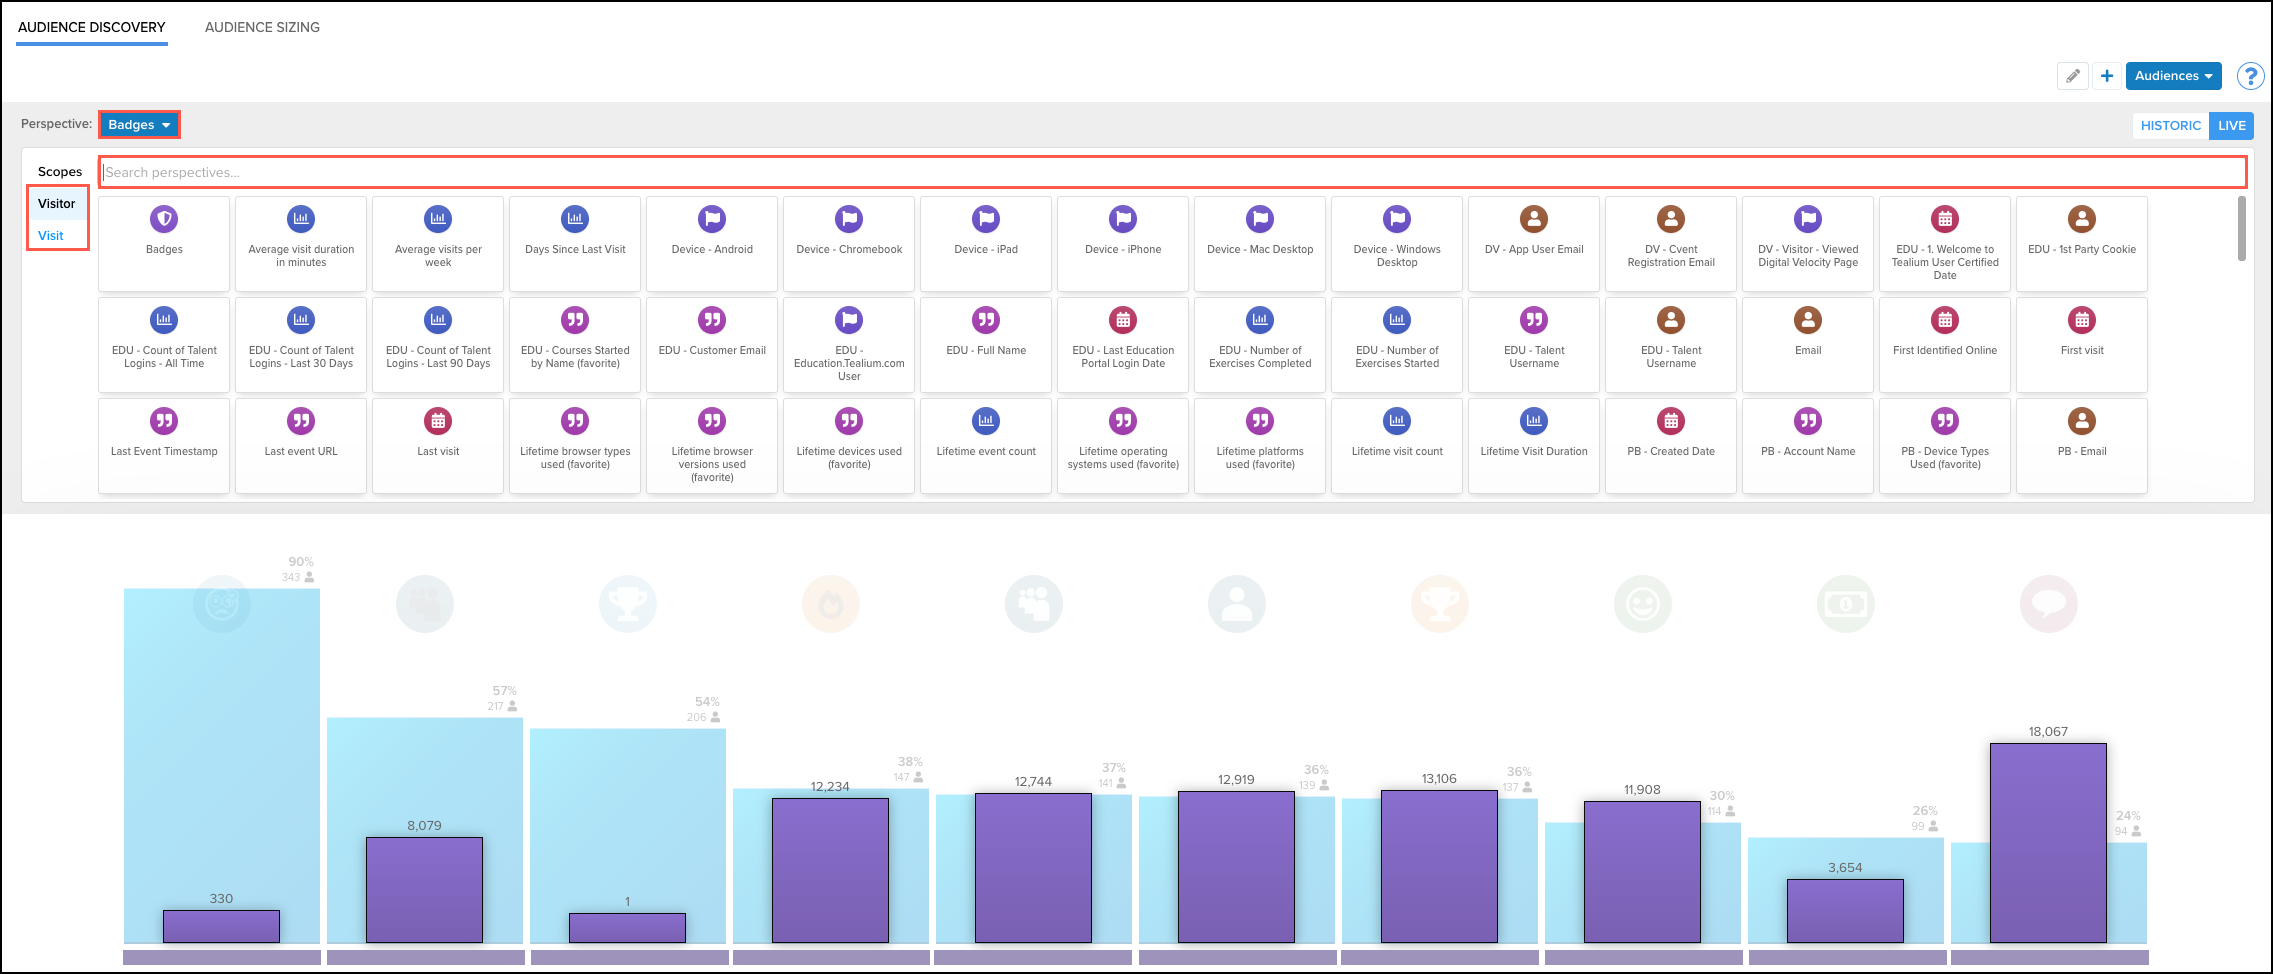 AUDIENCE DISCOVERY
AUDIENCE SIZING
Audiences
?
Perspective:
Badges
HISTORIC
LIVE
Scopes
Search perspectives...
Visitor
Visit
Badges
Average visit duration
in minutes
Average visits per
week
Days Since Last Visit
Device - Android
Device - Chromebook
Device - iPad
Device - iPhone
Device - Mac Desktop
Device - Windows
Desktop
DV - App User Email
DV - Cvent
Registration Email
DV - Visitor - Viewed
Digital Velocity Page
EDU - 1. Welcome to
Tealium User Certified
Date
EDU - 1st Party Cookie
EDU - Count of Talent
Logins - All Time
EDU - Count of Talent
Logins - Last 30 Days
EDU - Count of Talent
Logins - Last 90 Days
EDU - Courses Started
by Name (favorite)
EDU - Customer Email
EDU -
Education.Tealium.com
User
EDU - Full Name
EDU - Last Education
Portal Login Date
EDU - Number of
Exercises Completed
EDU - Number of
Exercises Started
EDU - Talent
Username
EDU - Talent
Username
Email
First Identified Online
First visit
Last Event Timestamp
Last event URL
Last visit
Lifetime browser types
used (favorite)
Lifetime browser
versions used
(favorite)
Lifetime devices used
(favorite)
Lifetime event count
Lifetime operating
systems used (favorite)
Lifetime platforms
used (favorite)
Lifetime visit count
Lifetime Visit Duration
PB - Created Date
PB - Account Name
PB - Device Types
Used (favorite)
PB - Email
90%
343
330
57%
217
8,079
54%
206
1
38%
147
12,234
37%
141
12,744
36%
139
12,919
36%
137
13,106
30%
114
11,908
1
26%
99
3,654
24%
94
18,067